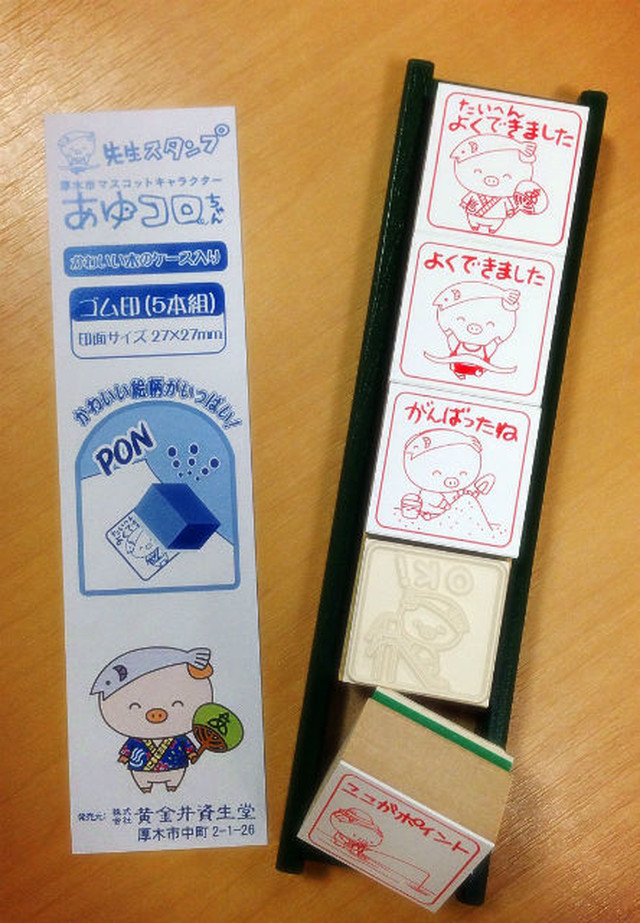 先生スタンプ
厚木市マスコットキャラクター
あゆコロちゃん
かわいい木のケース入り
ゴム印(5本組)
印面サイズ 27×27mm
かわいい絵柄がいっぱい!
PON
たいへん
よく
発売元: 株式会社 黄金井資生堂
厚木市中町 2-1-26
たいへん
よくできました
よくできました
がんばったね
OK!
ここがポイント